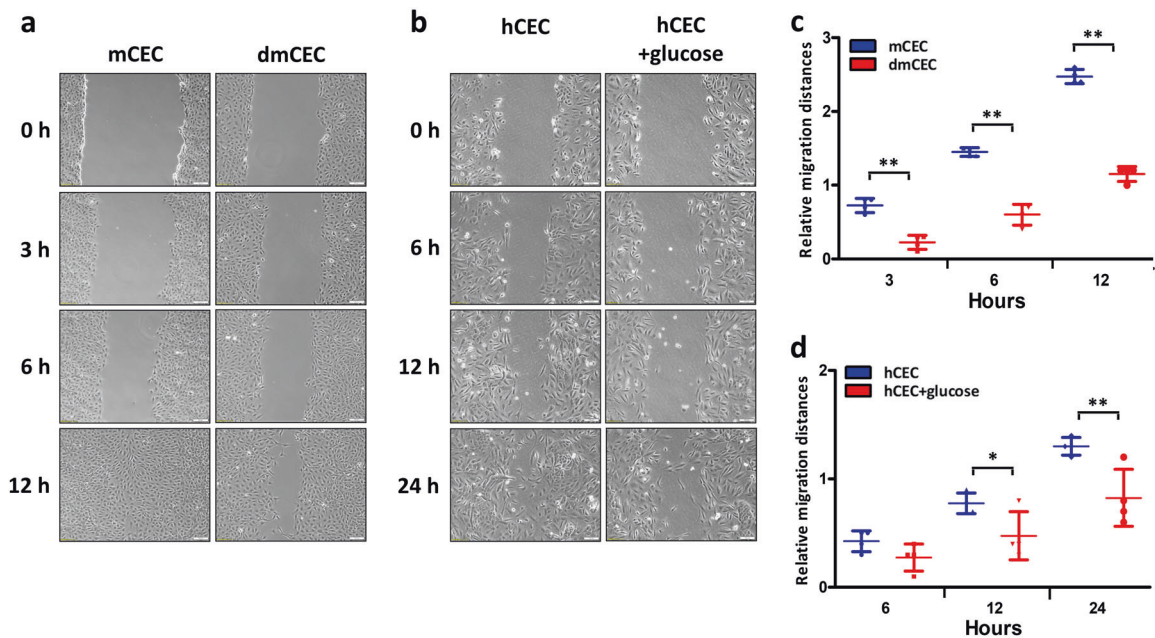 a
mCEC dmCEC
0 h
3 h
6 h
12 h
b
hCEC hCEC
+glucose
0 h
6 h
12 h
24 h
c
mCEC
dmCEC
Relative migration distances
3
2
1
0
**
**
**
3 6 12
Hours
d
hCEC
hCEC+glucose
Relative migration distances
2
1
0
*
**
6 12 24
Hours